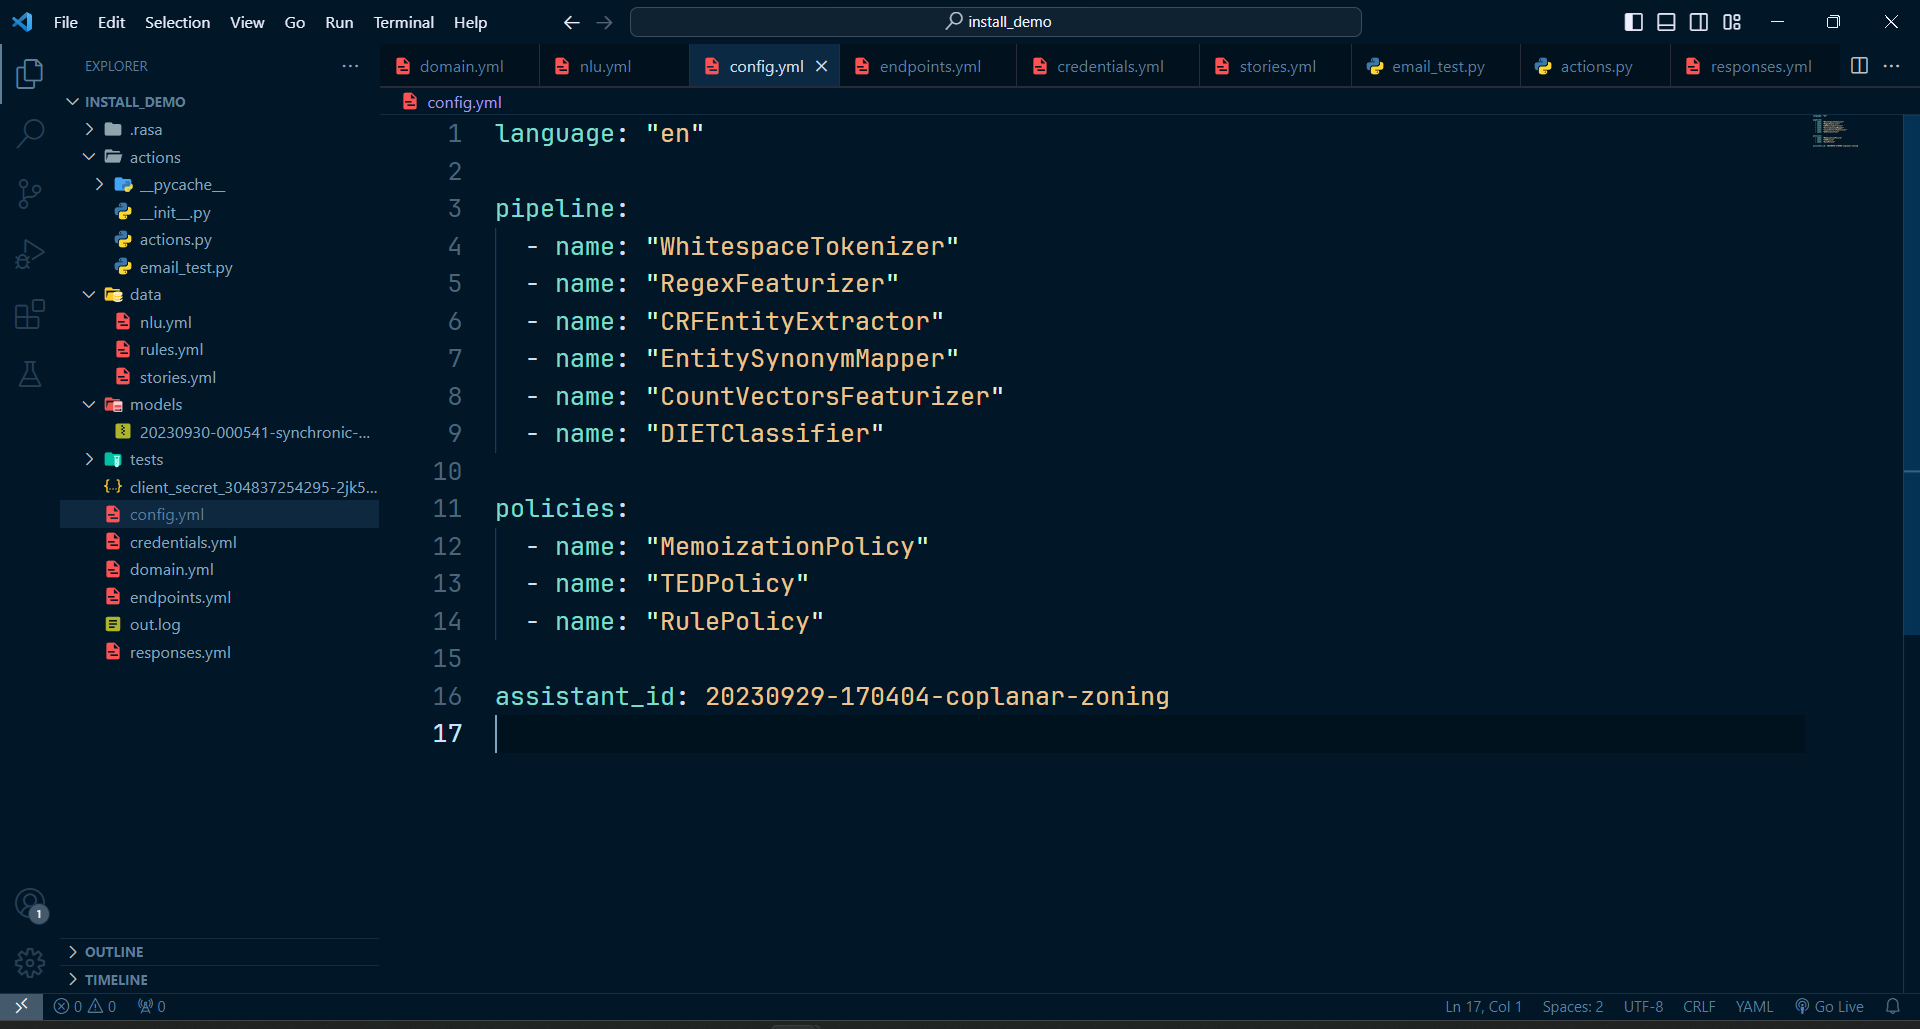 File Edit Selection View Go Run Terminal Help
install_demo
EXPLORER
INSTALL_DEMO
.rasa
actions
__pycache__
__init__.py
actions.py
email_test.py
data
nlu.yml
rules.yml
stories.yml
models
20230930-000541-synchronic-...
tests
client_secret_304837254295-2jk5...
config.yml
credentials.yml
domain.yml
endpoints.yml
out.log
responses.yml
OUTLINE
TIMELINE
domain.yml nlu.yml config.yml endpoints.yml credentials.yml stories.yml email_test.py actions.py responses.yml
config.yml
1 language: "en"
2
3 pipeline:
4 - name: "WhitespaceTokenizer"
5 - name: "RegexFeaturizer"
6 - name: "CRFEntityExtractor"
7 - name: "EntitySynonymMapper"
8 - name: "CountVectorsFeaturizer"
9 - name: "DIETClassifier"
10
11 policies:
12 - name: "MemoizationPolicy"
13 - name: "TEDPolicy"
14 - name: "RulePolicy"
15
16 assistant_id: 20230929-170404-coplanar-zoning
17
1
0 0 0
Ln 17, Col 1 Spaces: 2 UTF-8 CRLF YAML Go Live